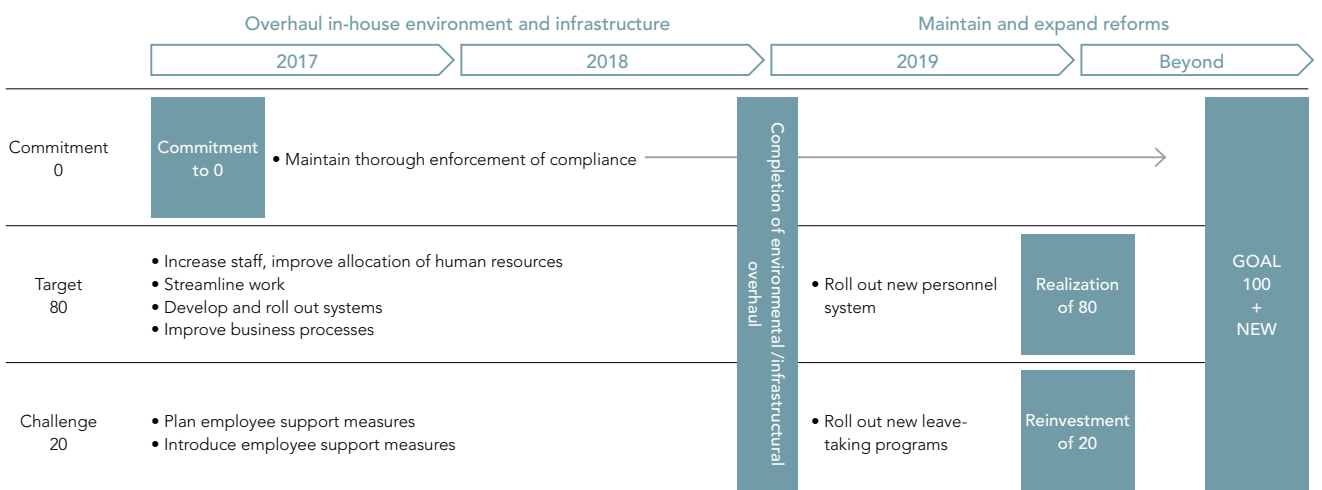 Overhaul in-house environment and infrastructure
Maintain and expand reforms
2017
2018
2019
Beyond
Commitment
0
Commitment
to 0
• Maintain thorough enforcement of compliance
Completion of environmental /infrastructural
overhaul
GOAL
100
+
NEW
Target
80
• Increase staff, improve allocation of human resources
• Streamline work
• Develop and roll out systems
• Improve business processes
• Roll out new personnel
system
Realization
of 80
Challenge
20
• Plan employee support measures
• Introduce employee support measures
• Roll out new leave-
taking programs
Reinvestment
of 20